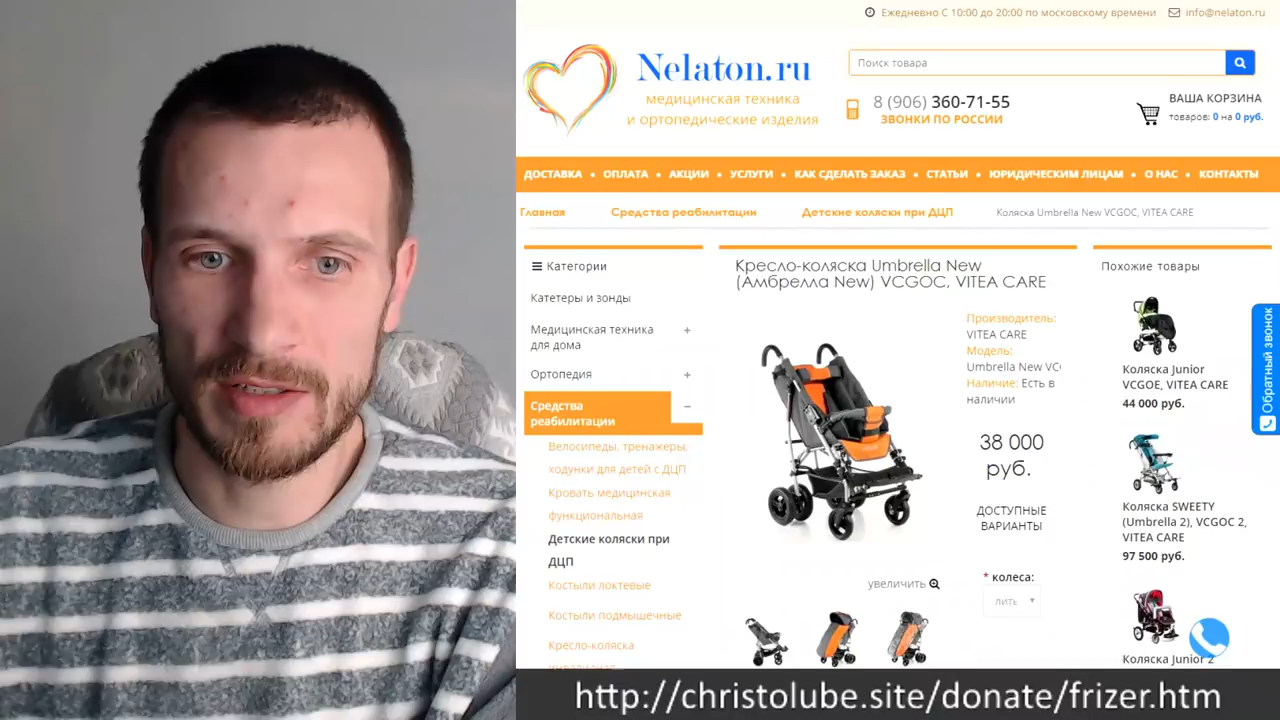 Ежедневно С 10:00 до 20:00 по московскому времени
info@nelaton.ru
Nelaton.ru
медицинская техника
и ортопедические изделия
Поиск товара
8 (906) 360-71-55
ЗВОНКИ ПО РОССИИ
ВАША КОРЗИНА
товаров: 0 на 0 руб.
ДОСТАВКА • ОПЛАТА • АКЦИИ • УСЛУГИ • КАК СДЕЛАТЬ ЗАКАЗ • СТАТЬИ • ЮРИДИЧЕСКИМ ЛИЦАМ • О НАС • КОНТАКТЫ
Главная
Средства реабилитации
Детские коляски при ДЦП
Коляска Umbrella New VCGOC, VITEA CARE
Категории
Катетеры и зонды
Медицинская техника +
для дома
Ортопедия +
Средства –
реабилитации
Велосипеды, тренажеры,
ходунки для детей с ДЦП
Кровать медицинская
функциональная
Детские коляски при
ДЦП
Костыли локтевые
Костыли подмышечные
Кресло-коляска
Кресло-коляска Umbrella New
(Амбрелла New) VCGOC, VITEA CARE
Производитель:
VITEA CARE
Модель:
Umbrella New VC
Наличие: Есть в
наличии
38 000
руб.
ДОСТУПНЫЕ
ВАРИАНТЫ
* колеса:
лить
увеличить
Похожие товары
Коляска Junior
VCGOE, VITEA CARE
44 000 руб.
Коляска SWEETY
(Umbrella 2), VCGOC 2,
VITEA CARE
97 500 руб.
Коляска Junior 2
Обратный звонок
http://christolube.site/donate/frizer.htm